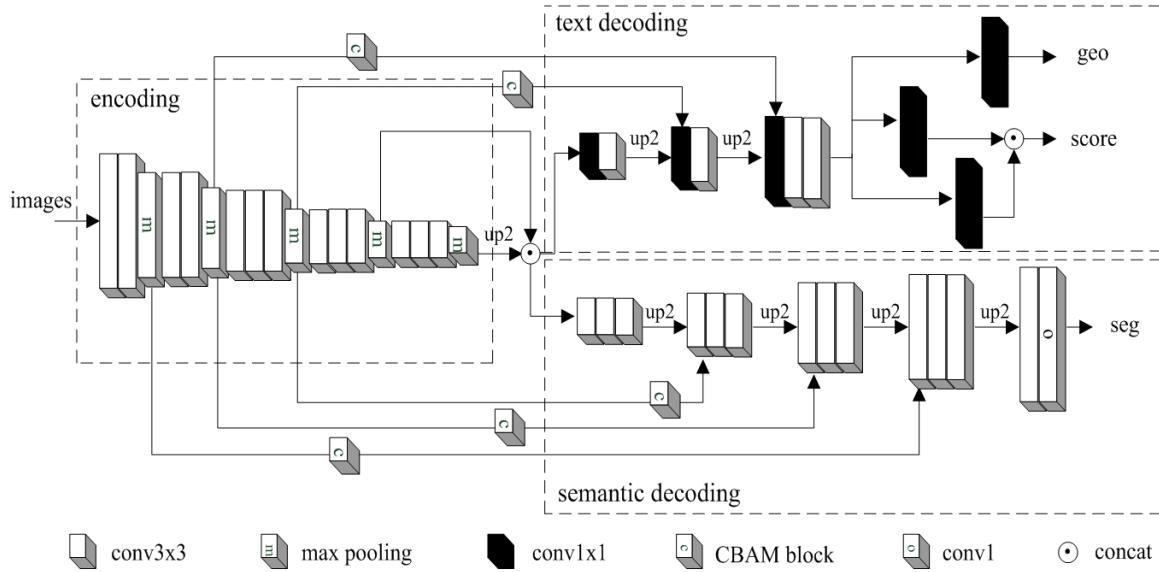 text decoding
c
geo
encoding
c
up2
up2
score
images
m
m
m
m
m
up2
up2
up2
up2
up2
o
seg
c
c
c
semantic decoding
conv3x3
m
max pooling
conv1x1
c
CBAM block
o
conv1
concat